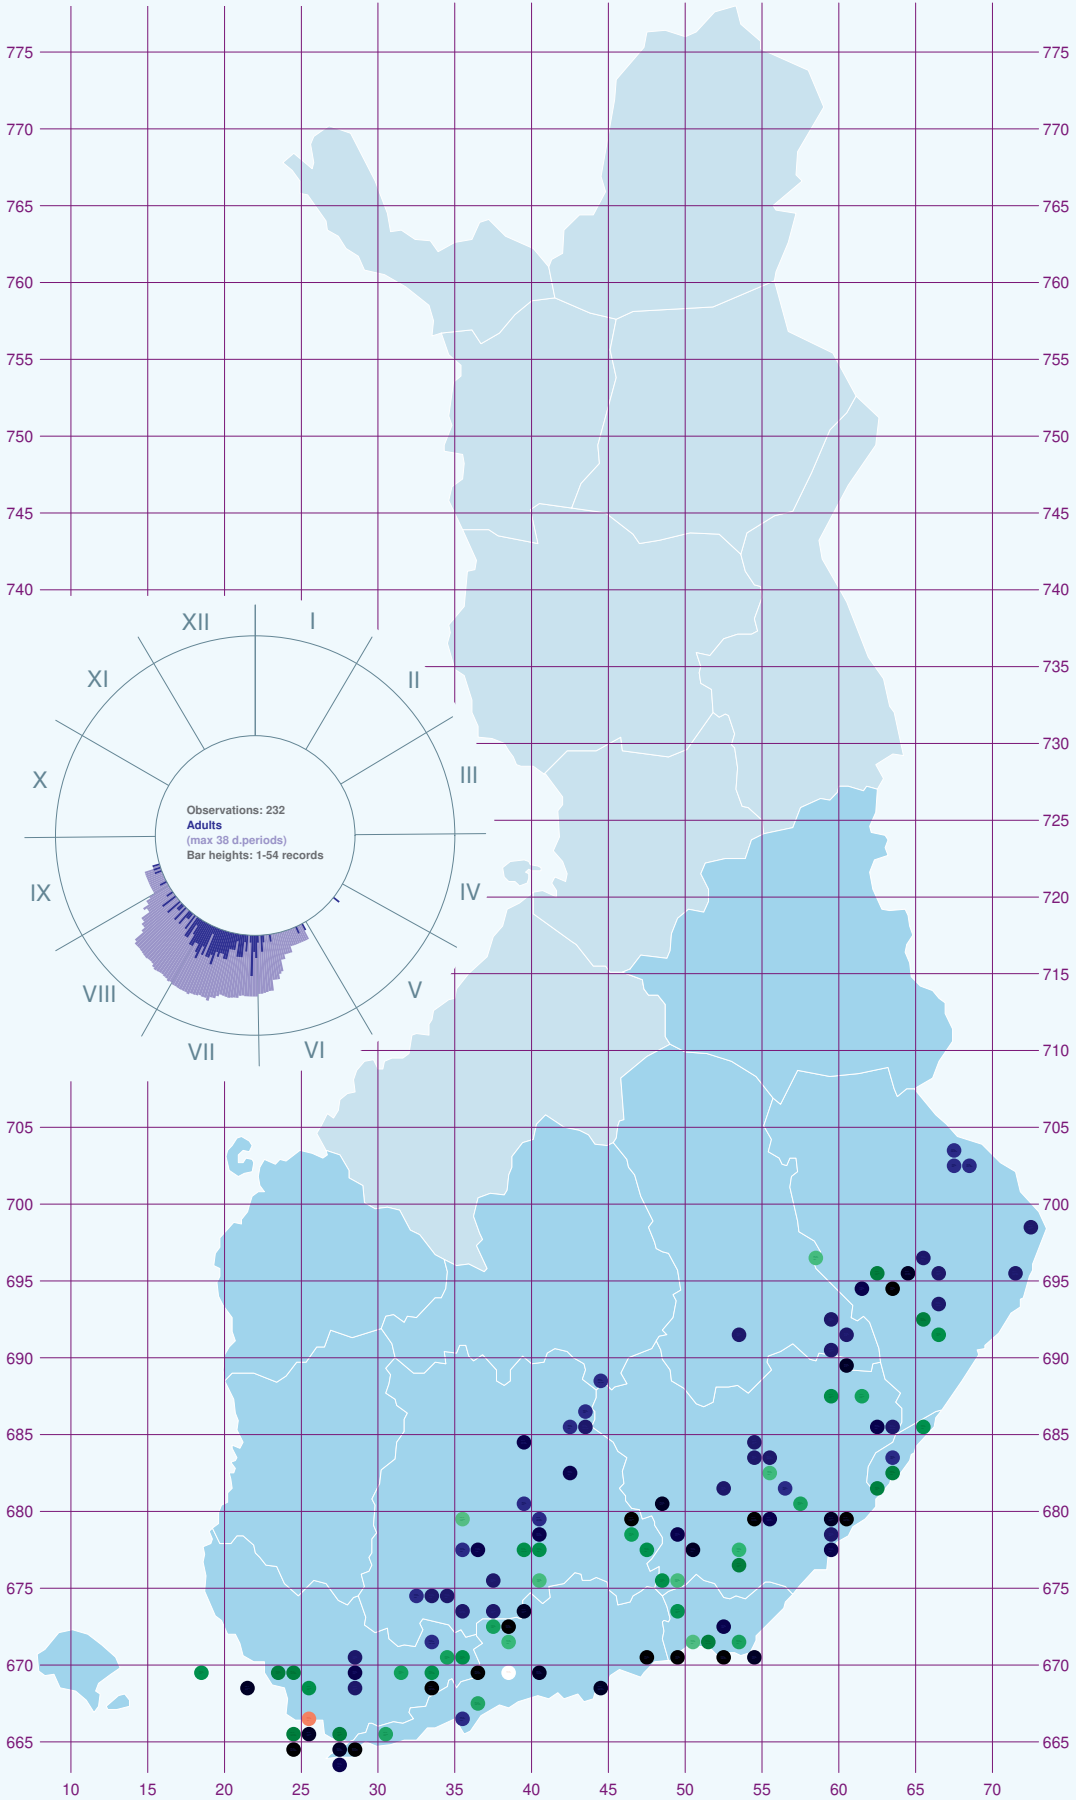 775 775
770 770
765 765
760 760
755 755
750 750
745 745
740 740
XII I
XI II
735 735
730 730
X III
Observations: 232
Adults
(max 38 d.periods)
Bar heights: 1-54 records
725
IX IV
720
VIII V
715
VII VI
710
705 705
700 700
695 695
690 690
685 685
680 680
675 675
670 670
665 665
10 15 20 25 30 35 40 45 50 55 60 65 70